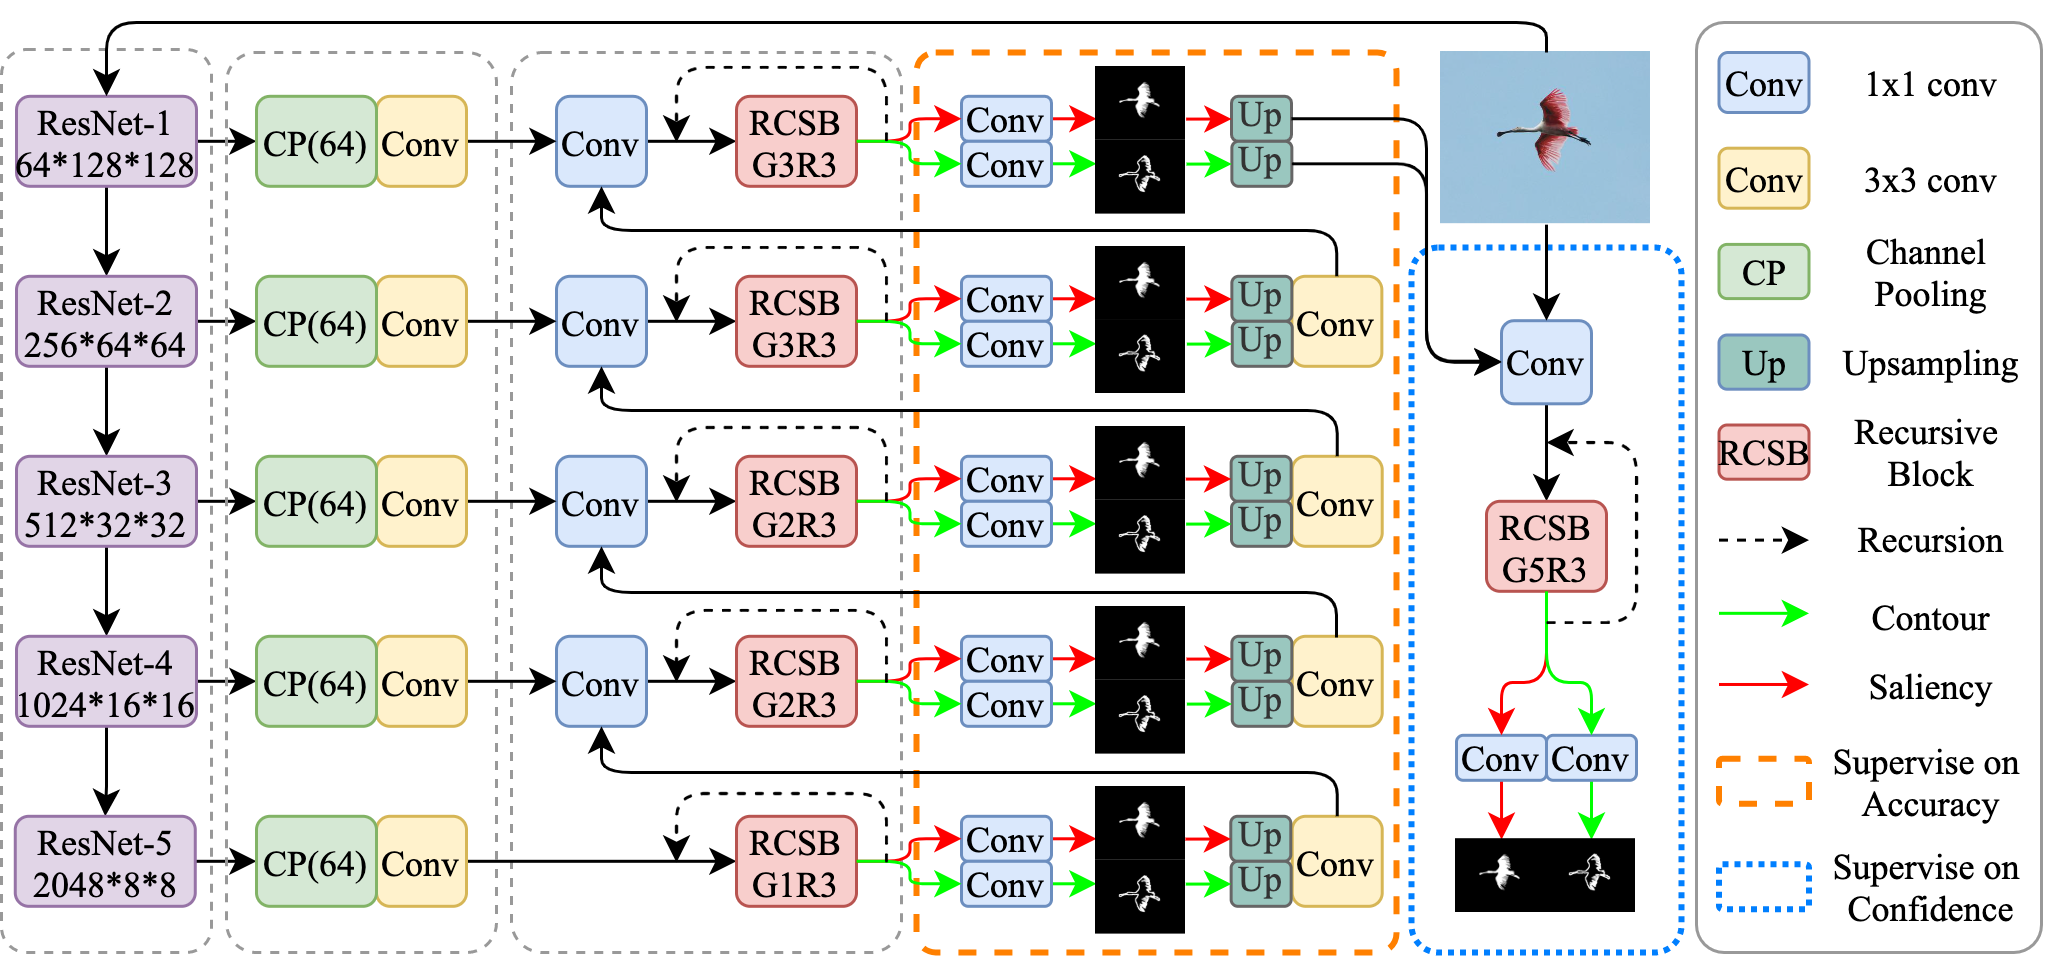 ResNet-1
64*128*128
CP(64)
Conv
Conv
RCSB
G3R3
Conv
Conv
Up
Up
ResNet-2
256*64*64
CP(64)
Conv
Conv
RCSB
G3R3
Conv
Conv
Up
Up
Conv
ResNet-3
512*32*32
CP(64)
Conv
Conv
RCSB
G2R3
Conv
Conv
Up
Up
Conv
ResNet-4
1024*16*16
CP(64)
Conv
Conv
RCSB
G2R3
Conv
Conv
Up
Up
Conv
ResNet-5
2048*8*8
CP(64)
Conv
RCSB
G1R3
Conv
Conv
Up
Up
Conv
Conv
RCSB
G5R3
Conv
Conv
Conv
1x1 conv
Conv
3x3 conv
CP
Channel
Pooling
Up
Upsampling
RCSB
Recursive
Block
Recursion
Contour
Saliency
Supervise on
Accuracy
Supervise on
Confidence